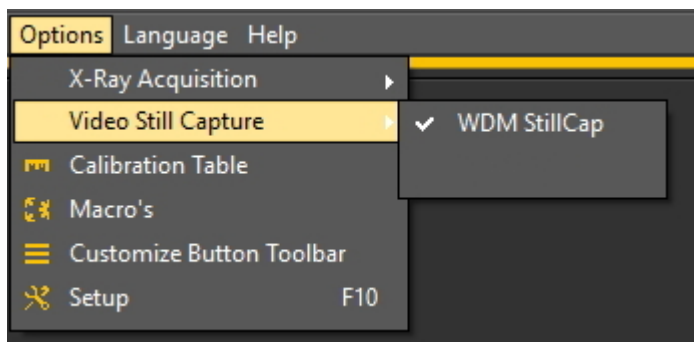 Options Language Help
X-Ray Acquisition
Video Still Capture
WDM StillCap
Calibration Table
Macro's
Customize Button Toolbar
Setup F10